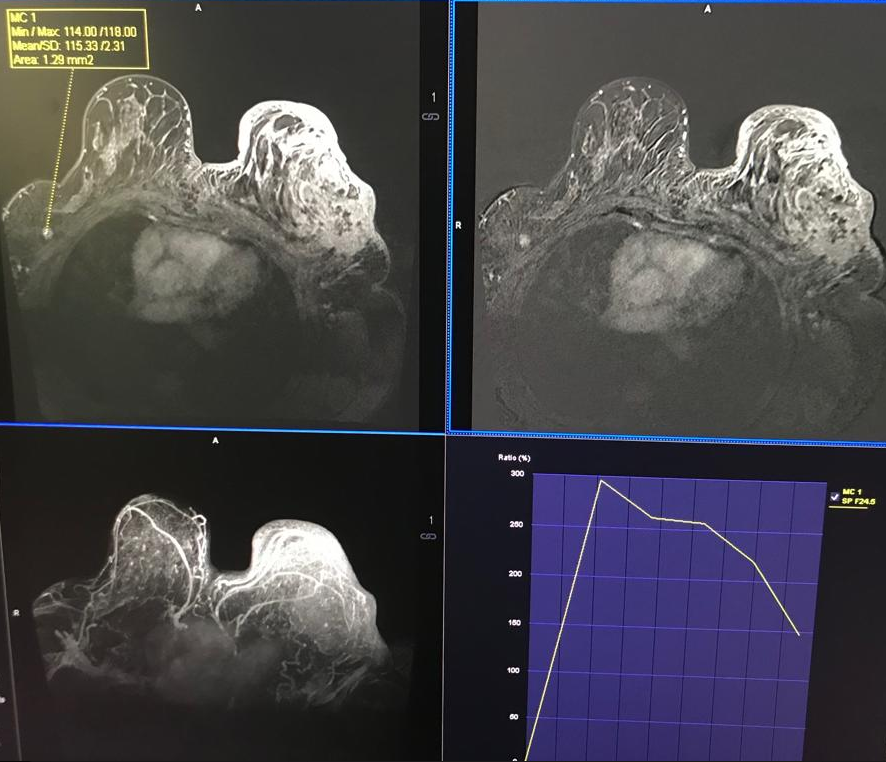 MC 1
Min / Max: 114.00 /118.00
Mean/SD: 115.33 /2.31
Area: 1.29 mm2
A
1
A
R
A
1
R
Ratio (%)
300
250
200
150
100
50
0
MC 1
SP F24.5